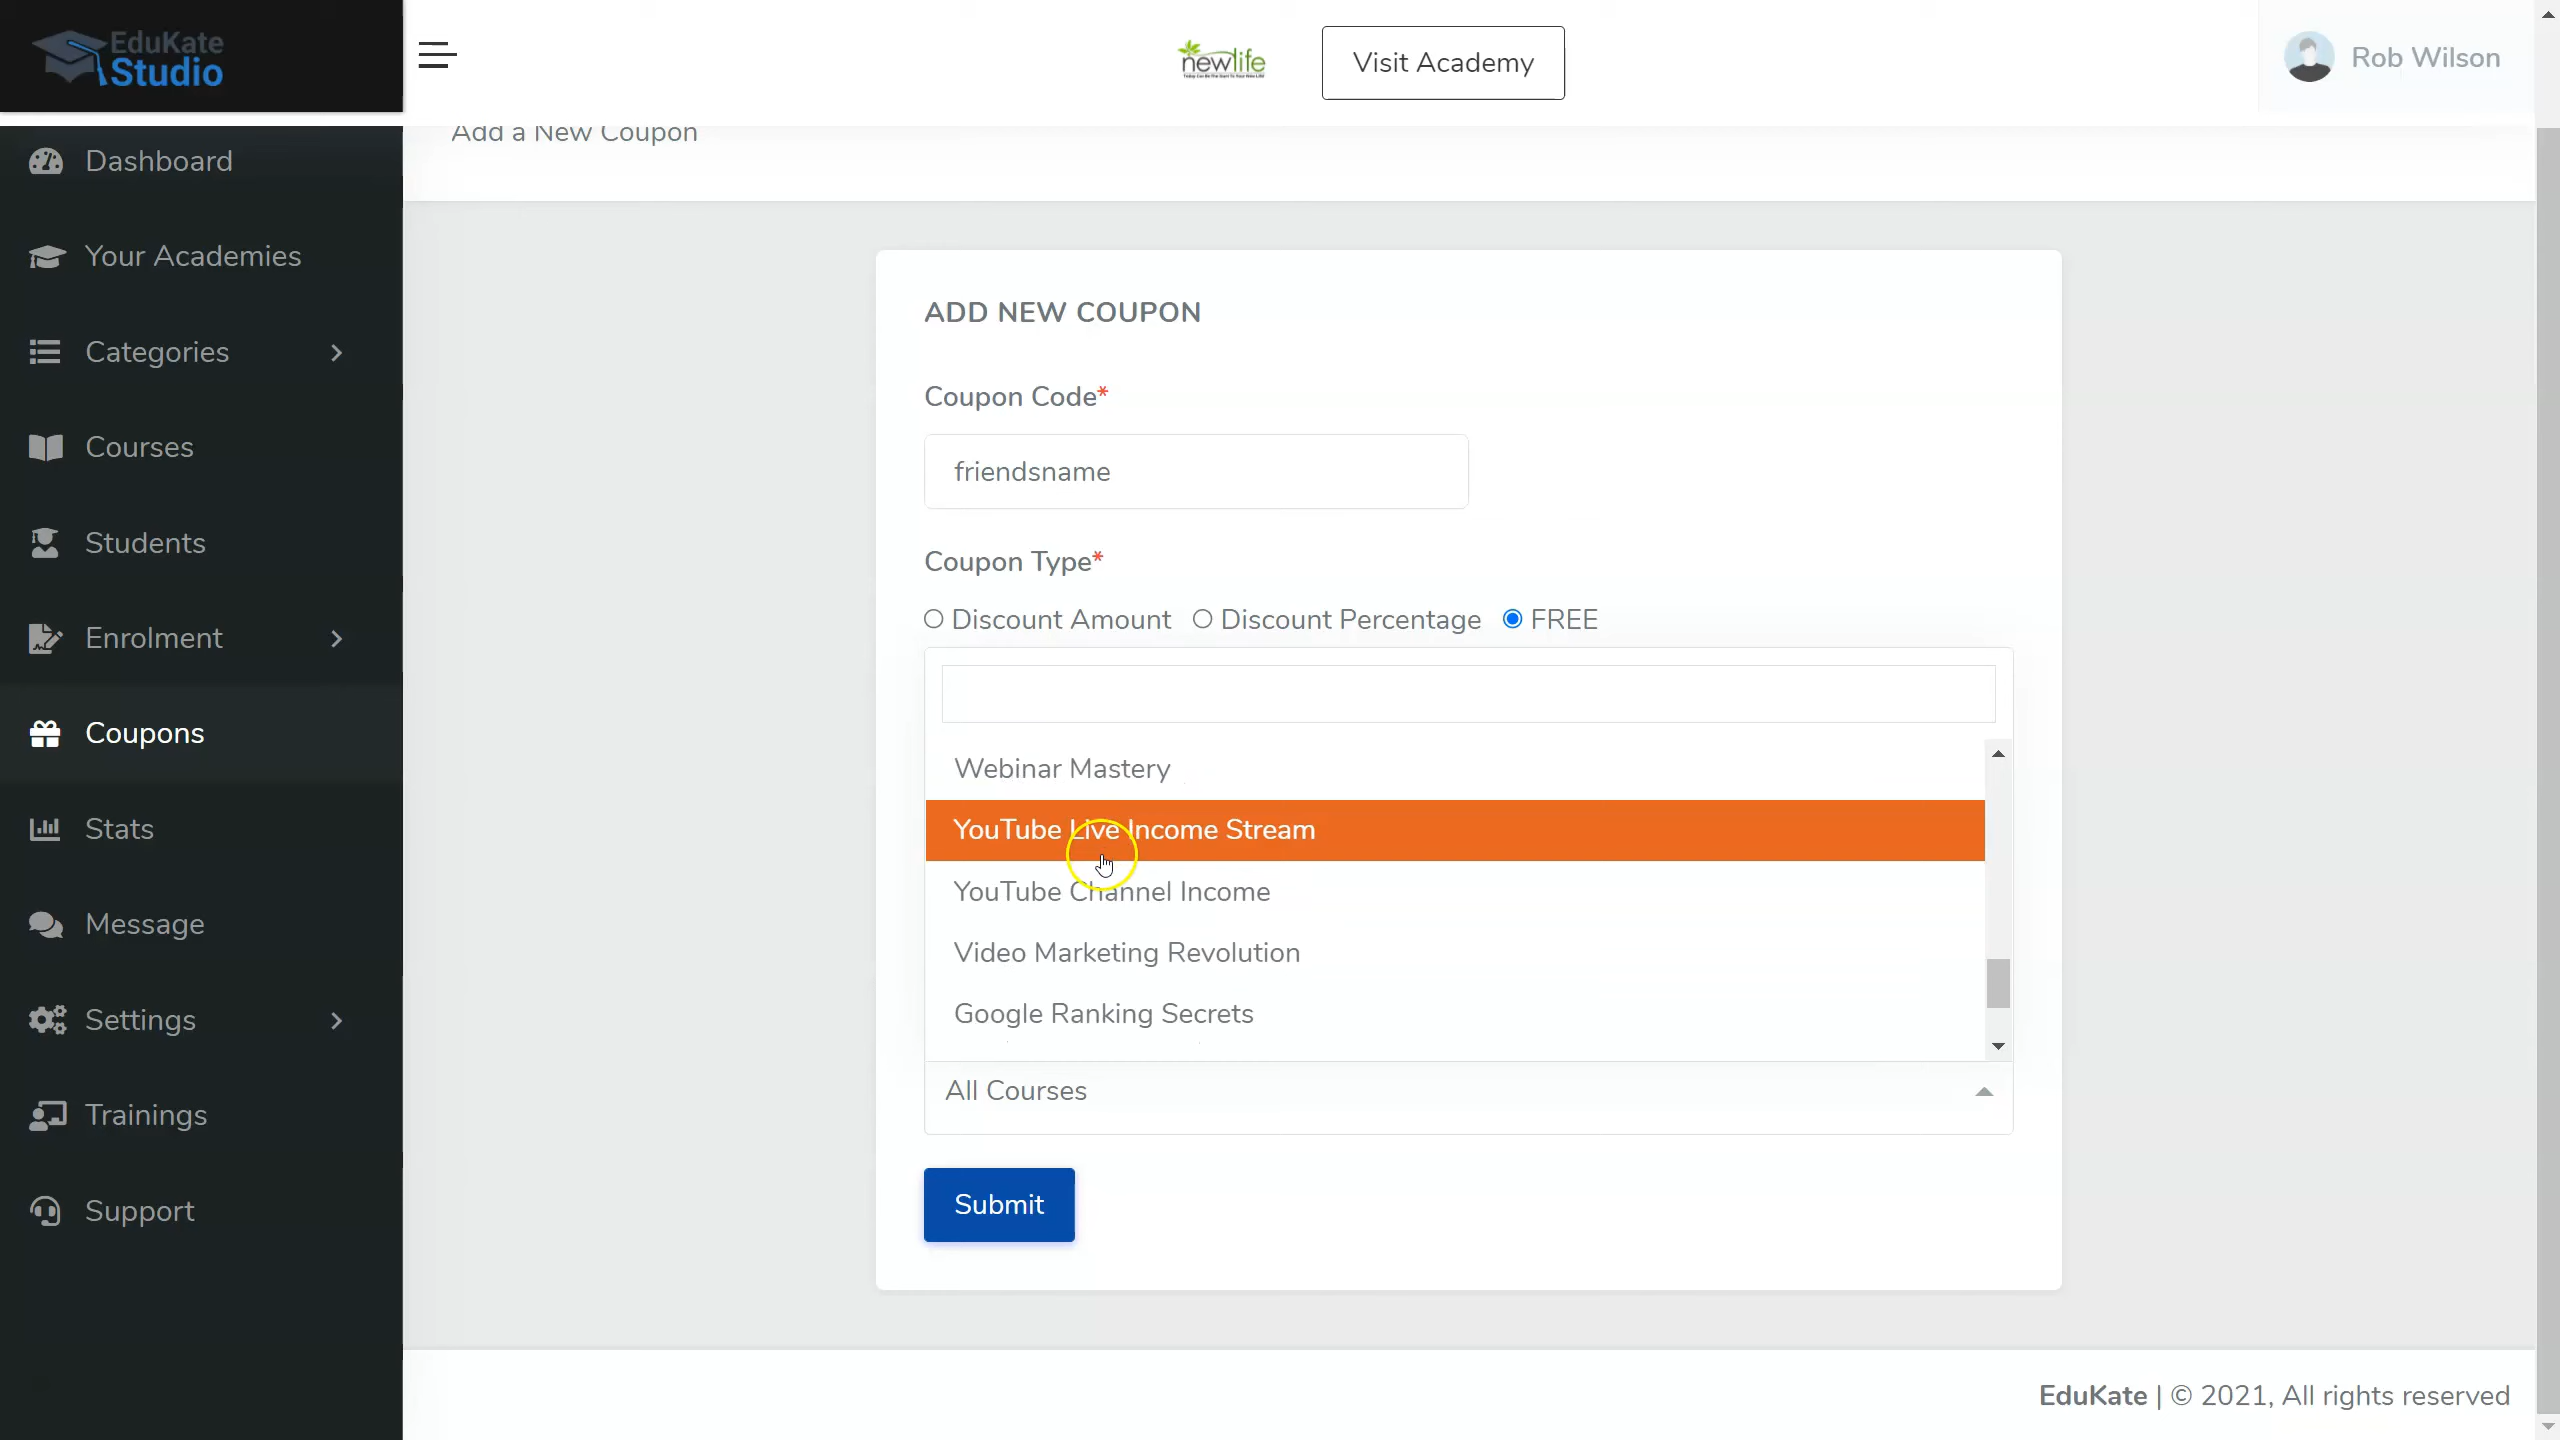 EduKate
Studio
newlife
Visit Academy
Rob Wilson
Add a New Coupon
Dashboard
Your Academies
Categories
Courses
Students
Enrolment
Coupons
Stats
Message
Settings
Trainings
Support
ADD NEW COUPON
Coupon Code*
friendsname
Coupon Type*
Discount Amount Discount Percentage FREE
Webinar Mastery
YouTube Live Income Stream
YouTube Channel Income
Video Marketing Revolution
Google Ranking Secrets
All Courses
Submit
EduKate | © 2021, All rights reserved